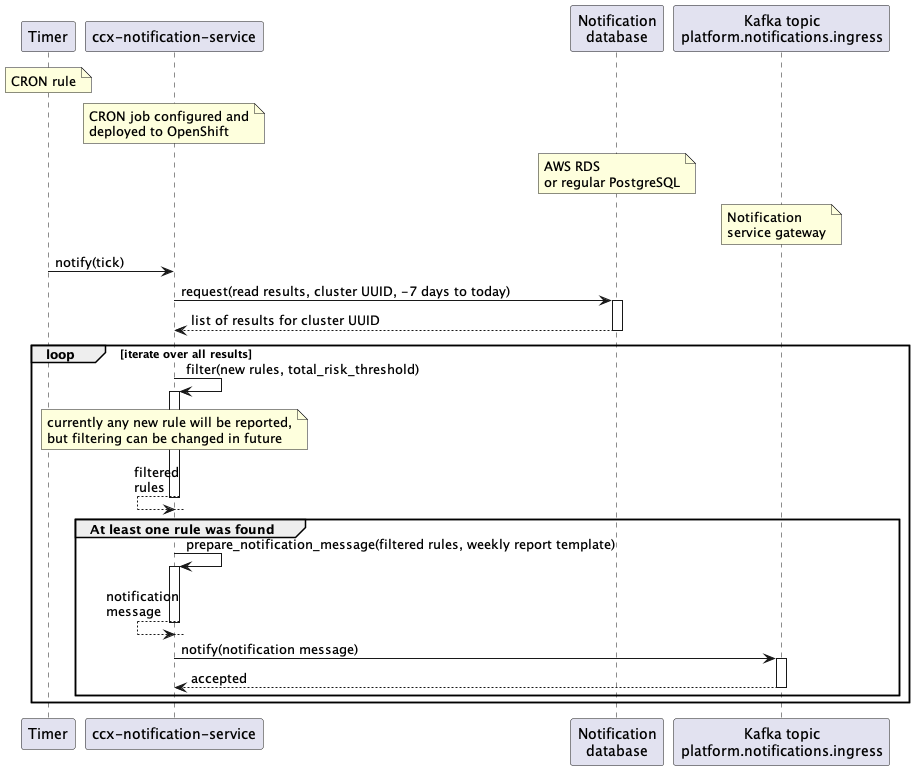 Timer
ccx-notification-service
Notification
database
Kafka topic
platform.notifications.ingress
CRON rule
CRON job configured and
deployed to OpenShift
AWS RDS
or regular PostgreSQL
Notification
service gateway
notify(tick)
request(read results, cluster UUID, -7 days to today)
list of results for cluster UUID
loop
[iterate over all results]
filter(new rules, total_risk_threshold)
currently any new rule will be reported,
but filtering can be changed in future
filtered
rules
At least one rule was found
prepare_notification_message(filtered rules, weekly report template)
notification
message
notify(notification message)
accepted
Timer
ccx-notification-service
Notification
database
Kafka topic
platform.notifications.ingress